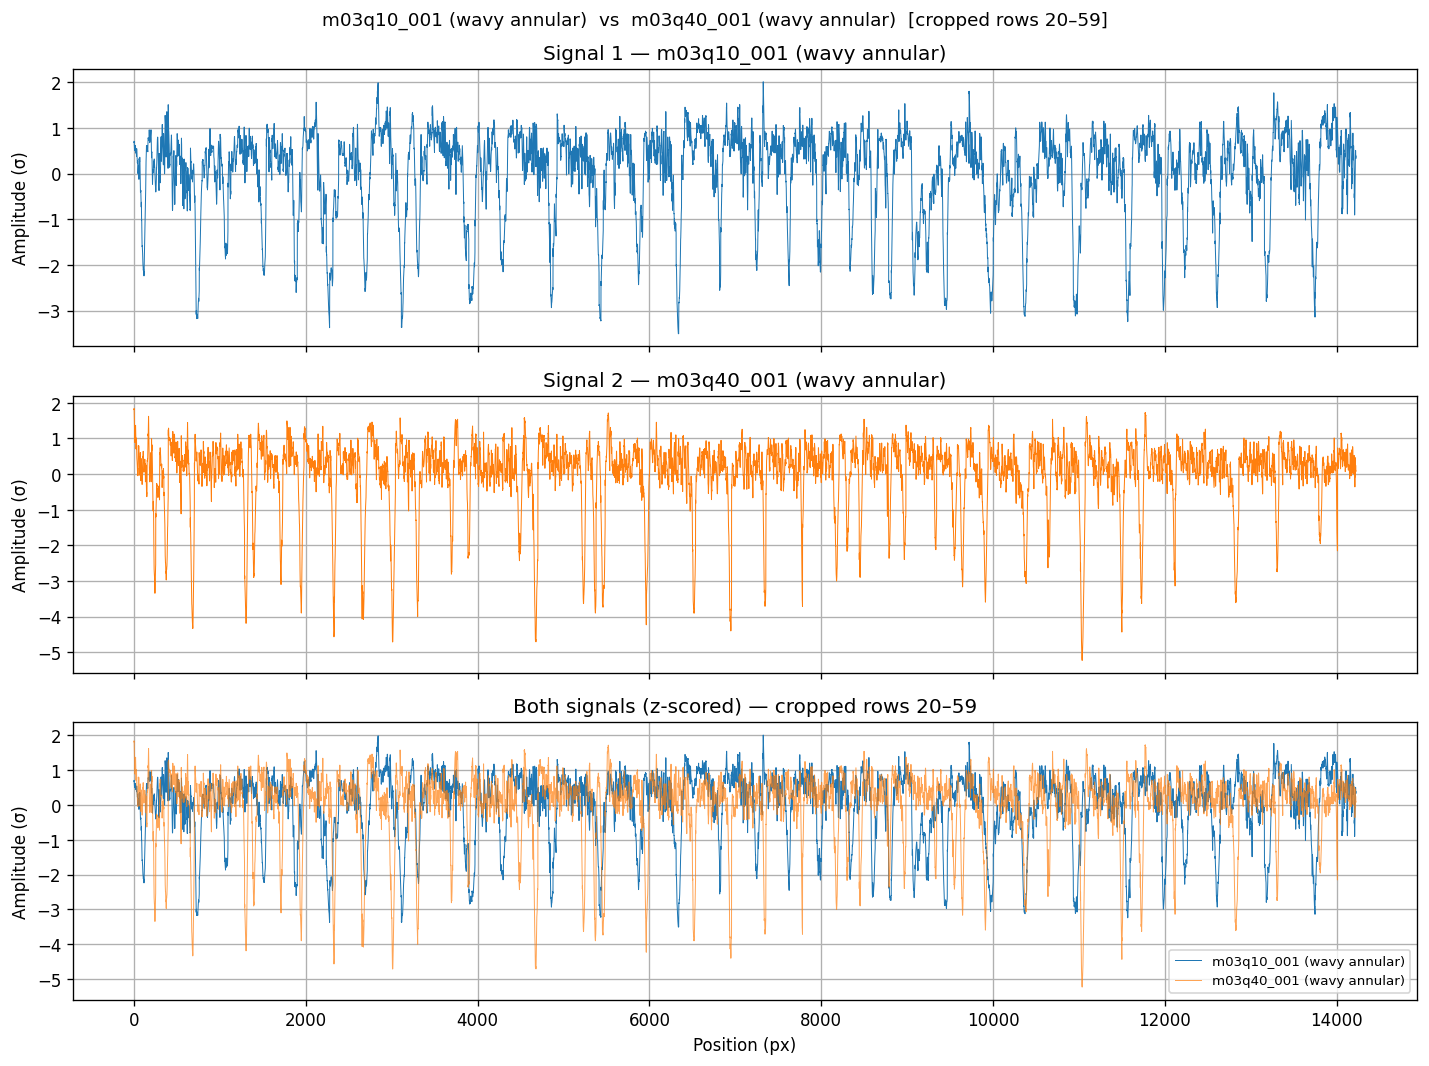 m03q10_001 (wavy annular)  vs  m03q40_001 (wavy annular)  [cropped rows 20–59]
Signal 1 — m03q10_001 (wavy annular)
Amplitude (σ)
2
1
0
−1
−2
−3
Signal 2 — m03q40_001 (wavy annular)
Amplitude (σ)
2
1
0
−1
−2
−3
−4
−5
Both signals (z-scored) — cropped rows 20–59
Amplitude (σ)
2
1
0
−1
−2
−3
−4
−5
m03q10_001 (wavy annular)
m03q40_001 (wavy annular)
0 2000 4000 6000 8000 10000 12000 14000
Position (px)